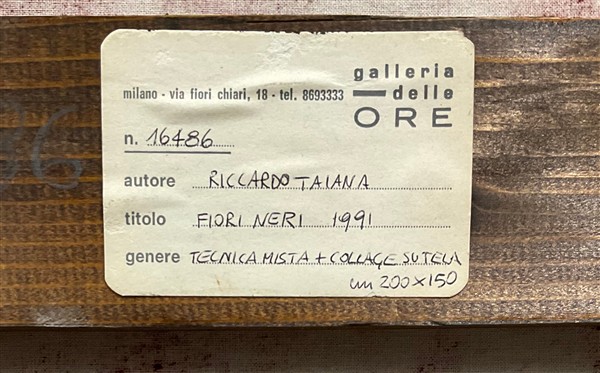 galleria
delle
ORE
milano - via fiori chiari, 18 - tel. 8693333
n. 16486
autore RICCARDO TAIANA
titolo FIORI NERI 1991
genere TECNICA MISTA + COLLAGE SU TELA
cm 200x150